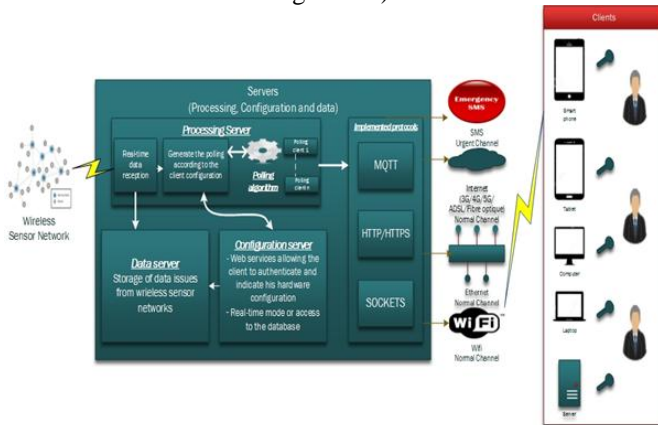 Servers
(Processing, Configuration and data)
Processing Server
Real-time
data
reception
Generate the polling
according to the
client configuration
Polling
algorithm
Polling
client 1
Polling
client n
Data server
Storage of data issues
from wireless sensor
networks
Configuration server
- Web services allowing the
client to authenticate and
indicate his hardware
configuration
- Real-time mode or access
to the database
Implemented protocols
MQTT
HTTP/HTTPS
SOCKETS
Wireless
Sensor Network
Emergency
SMS
SMS
Urgent Channel
Internet
(3G/4G/5G/
ADSL/Fibre optique)
Normal Channel
Ethernet
Normal Channel
Wi Fi
Wifi
Normal Channel
Clients
Smart
phone
Tablet
Computer
Laptop
Server